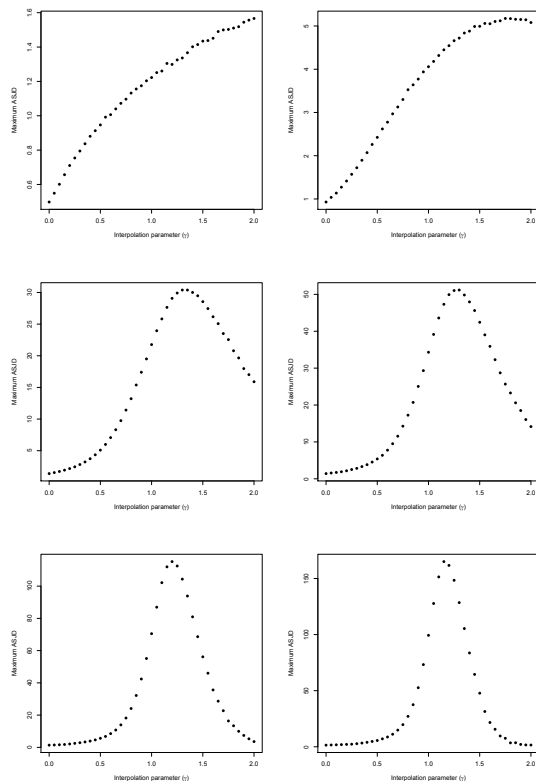 Maximum ASJD
1.6
1.4
1.2
1.0
0.8
0.6
0.0 0.5 1.0 1.5 2.0
Interpolation parameter (γ)
Maximum ASJD
5
4
3
2
1
0.0 0.5 1.0 1.5 2.0
Interpolation parameter (γ)
Maximum ASJD
30
25
20
15
10
5
0.0 0.5 1.0 1.5 2.0
Interpolation parameter (γ)
Maximum ASJD
50
40
30
20
10
0
0.0 0.5 1.0 1.5 2.0
Interpolation parameter (γ)
Maximum ASJD
100
80
60
40
20
0
0.0 0.5 1.0 1.5 2.0
Interpolation parameter (γ)
Maximum ASJD
150
100
50
0
0.0 0.5 1.0 1.5 2.0
Interpolation parameter (γ)